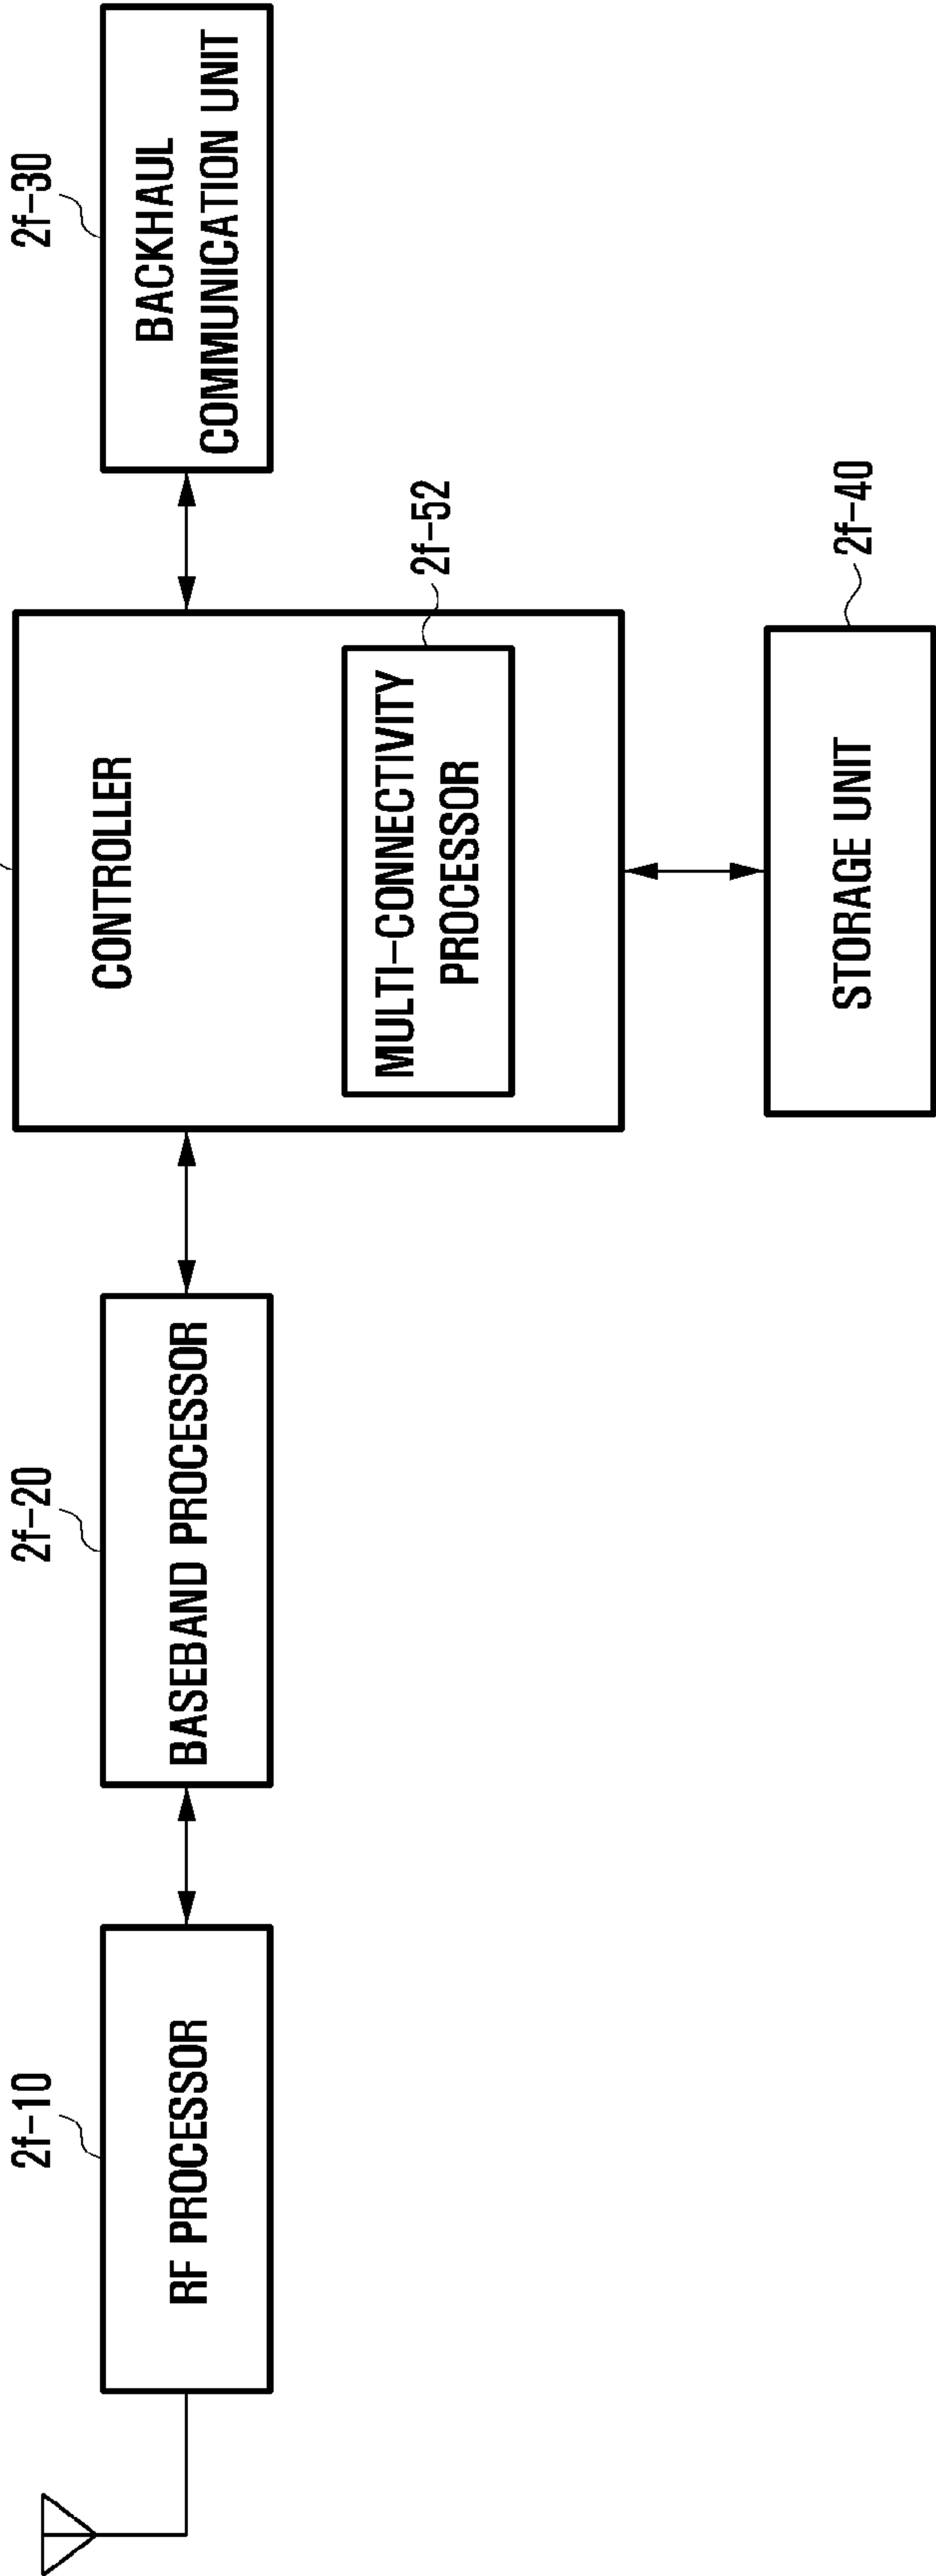 2f-10
RF PROCESSOR
2f-20
BASEBAND PROCESSOR
CONTROLLER
2f-52
MULTI-CONNECTIVITY
PROCESSOR
2f-30
BACKHAUL
COMMUNICATION UNIT
2f-40
STORAGE UNIT